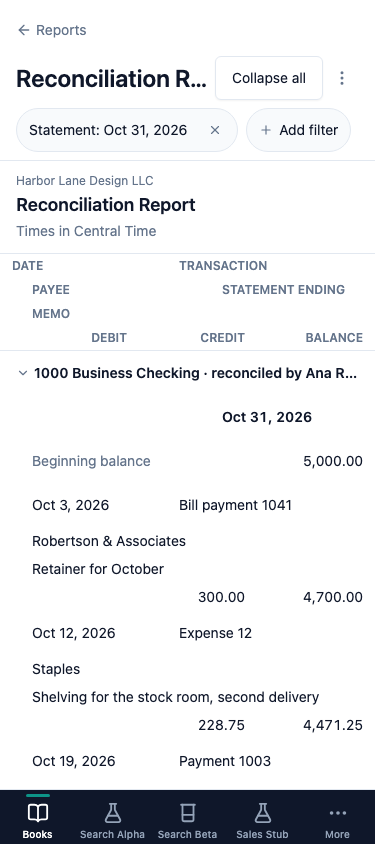 Reports
Reconciliation R... Collapse all
Statement: Oct 31, 2026 Add filter
Harbor Lane Design LLC
Reconciliation Report
Times in Central Time
DATE TRANSACTION
PAYEE STATEMENT ENDING
MEMO
DEBIT CREDIT BALANCE
1000 Business Checking · reconciled by Ana R...
Oct 31, 2026
Beginning balance 5,000.00
Oct 3, 2026 Bill payment 1041
Robertson & Associates
Retainer for October
300.00 4,700.00
Oct 12, 2026 Expense 12
Staples
Shelving for the stock room, second delivery
228.75 4,471.25
Oct 19, 2026 Payment 1003
Books Search Alpha Search Beta Sales Stub More